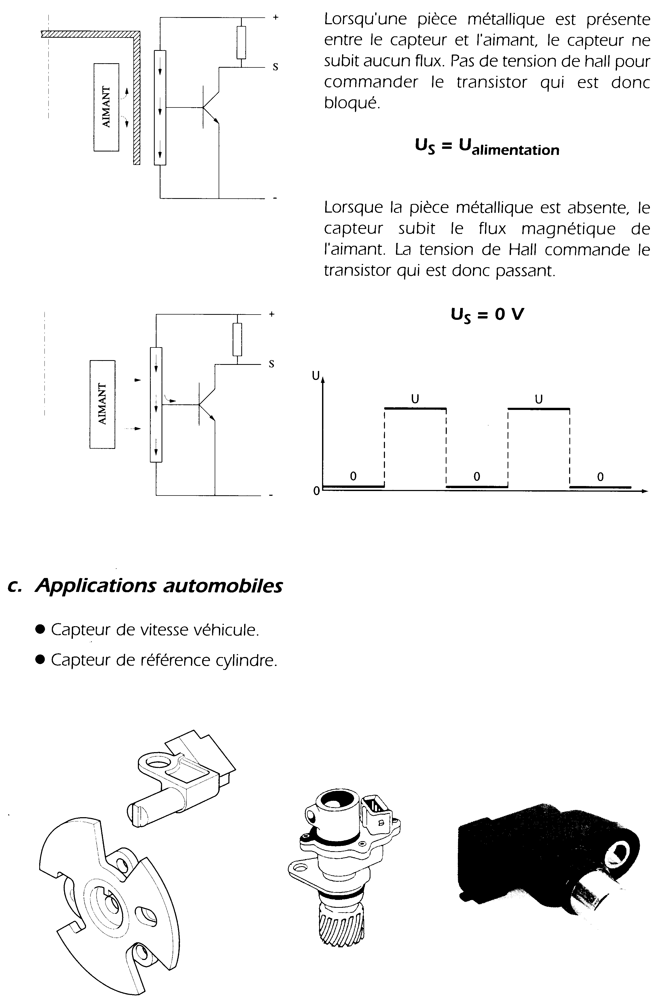 +
S
AIMANT
-
Lorsqu'une pièce métallique est présente
entre le capteur et l'aimant, le capteur ne
subit aucun flux. Pas de tension de hall pour
commander le transistor qui est donc
bloqué.
US = Ualimentation
Lorsque la pièce métallique est absente, le
capteur subit le flux magnétique de
l'aimant. La tension de Hall commande le
transistor qui est donc passant.
US = 0 V
+
S
AIMANT
-
U
U
U
0
0
0
0
c. Applications automobiles
● Capteur de vitesse véhicule.
● Capteur de référence cylindre.